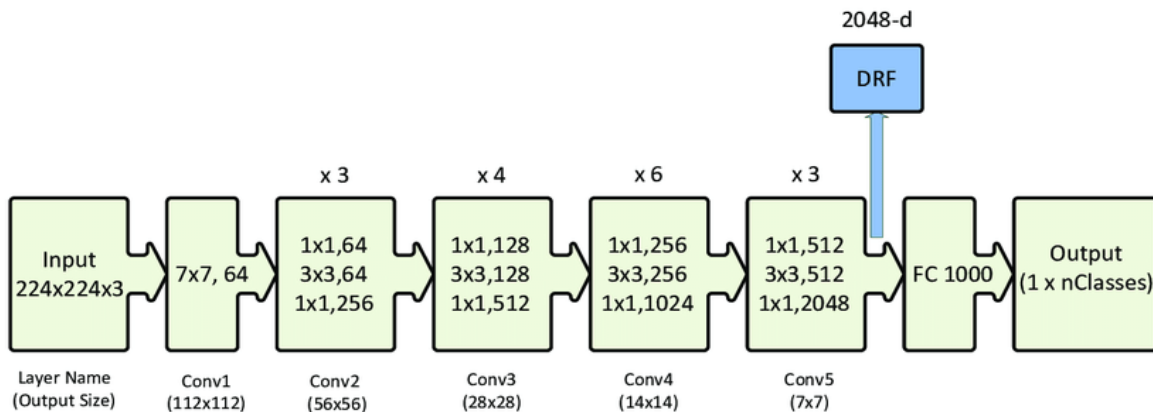 2048-d
DRF
x 3
x 4
x 6
x 3
Input
224x224x3
7x7, 64
1x1,64
3x3,64
1x1,256
1x1,128
3x3,128
1x1,512
1x1,256
3x3,256
1x1,1024
1x1,512
3x3,512
1x1,2048
FC 1000
Output
(1 x nClasses)
Layer Name
(Output Size)
Conv1
(112x112)
Conv2
(56x56)
Conv3
(28x28)
Conv4
(14x14)
Conv5
(7x7)